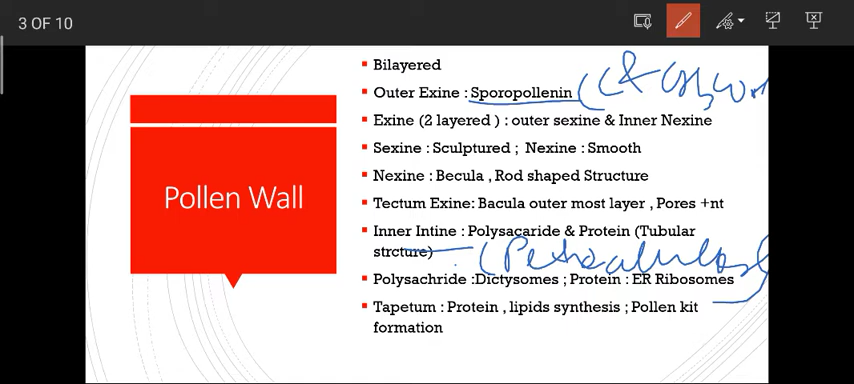 3 OF 10
Pollen Wall
Bilayered
Outer Exine : Sporopollenin
Exine (2 layered ) : outer sexine & Inner Nexine
Sexine : Sculptured ; Nexine : Smooth
Nexine : Becula , Rod shaped Structure
Tectum Exine: Bacula outer most layer , Pores +nt
Inner Intine : Polysacaride & Protein (Tubular
strcture)
Polysachride :Dictysomes ; Protein : ER Ribosomes
Tapetum : Protein , lipids synthesis ; Pollen kit
formation